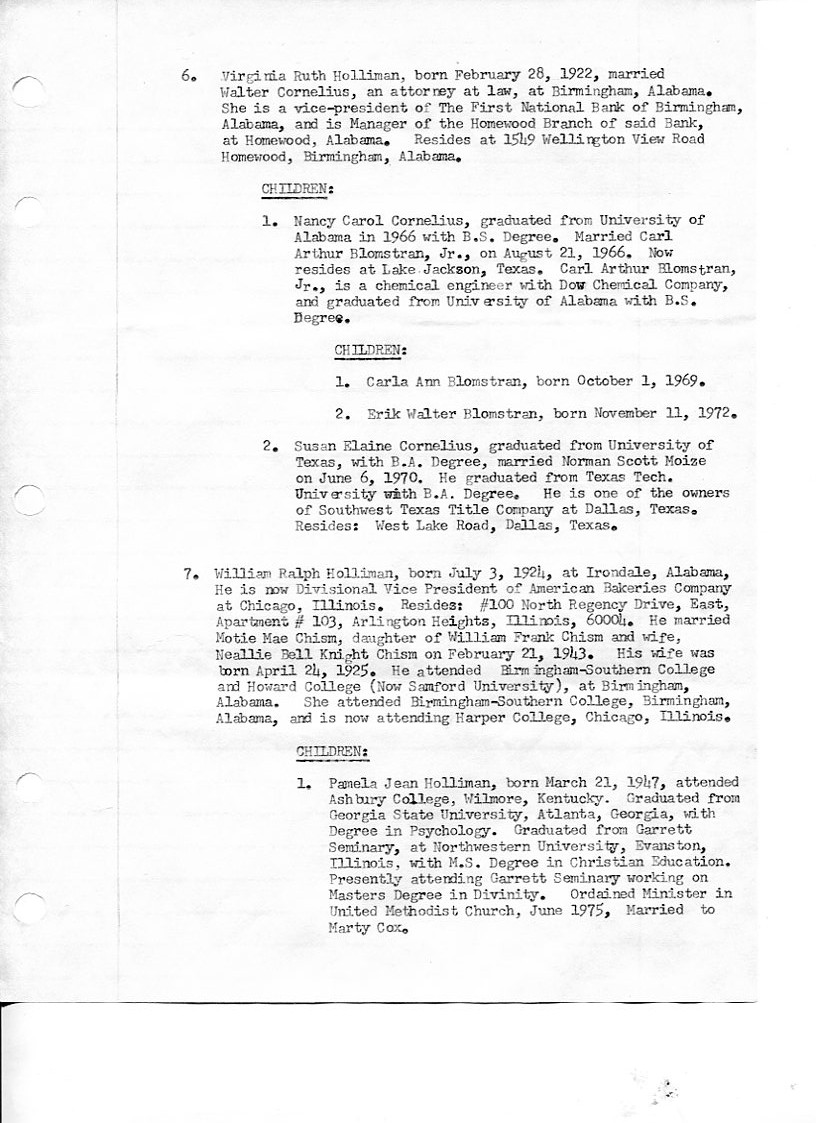 6. Virginia Ruth Holliman, born February 28, 1922, married
Walter Cornelius, an attorney at law, at Birmingham, Alabama.
She is a vice-president of The First National Bank of Birmingham,
Alabama, and is Manager of the Homewood Branch of said Bank,
at Homewood, Alabama. Resides at 1549 Wellington View Road
Homewood, Birmingham, Alabama.
CHILDREN:
1. Nancy Carol Cornelius, graduated from University of
Alabama in 1966 with B.S. Degree. Married Carl
Arthur Blomstran, Jr., on August 21, 1966. Now
resides at Lake Jackson, Texas. Carl Arthur Blomstran,
Jr., is a chemical engineer with Dow Chemical Company,
and graduated from University of Alabama with B.S.
Degree.
CHILDREN:
1. Carla Ann Blomstran, born October 1, 1969.
2. Erik Walter Blomstran, born November 11, 1972.
2. Susan Elaine Cornelius, graduated from University of
Texas, with B.A. Degree, married Norman Scott Moize
on June 6, 1970. He graduated from Texas Tech.
University with B.A. Degree. He is one of the owners
of Southwest Texas Title Company at Dallas, Texas.
Resides: West Lake Road, Dallas, Texas.
7. William Ralph Holliman, born July 3, 1924, at Irondale, Alabama,
He is now Divisional Vice President of American Bakeries Company
at Chicago, Illinois. Resides: #100 North Regency Drive, East,
Apartment # 103, Arlington Heights, Illinois, 60004. He married
Motie Mae Chism, daughter of William Frank Chism and wife,
Neallie Bell Knight Chism on February 21, 1943. His wife was
born April 24, 1925. He attended Birmingham-Southern College
and Howard College (Now Samford University), at Birmingham,
Alabama. She attended Birmingham-Southern College, Birmingham,
Alabama, and is now attending Harper College, Chicago, Illinois.
CHILDREN:
1. Pamela Jean Holliman, born March 21, 1947, attended
Ashbury College, Wilmore, Kentucky. Graduated from
Georgia State University, Atlanta, Georgia, with
Degree in Psychology. Graduated from Garrett
Seminary, at Northwestern University, Evanston,
Illinois, with M.S. Degree in Christian Education.
Presently attending Garrett Seminary working on
Masters Degree in Divinity. Ordained Minister in
United Methodist Church, June 1975, Married to
Marty Cox.